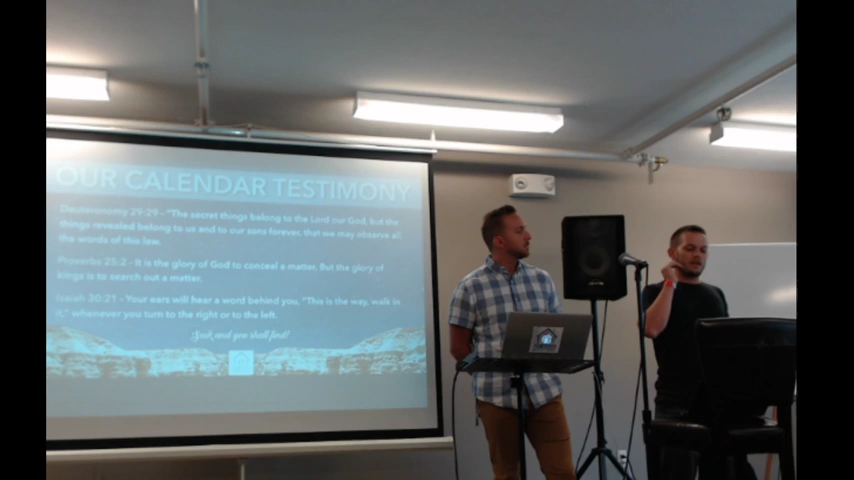 OUR CALENDAR TESTIMONY
Deuteronomy 29-29 - "The secret things belong to the Lord our God, but the
things revealed belong to us and to our sons forever, that we may observe all
the words of this law.
Proverbs 25:2 - It is the glory of God to conceal a matter, But the glory of
kings is to search out a matter.
Isaiah 30:21 - Your ears will hear a word behind you, "This is the way, walk in
it," whenever you turn to the right or to the left.
Seek and you shall find!